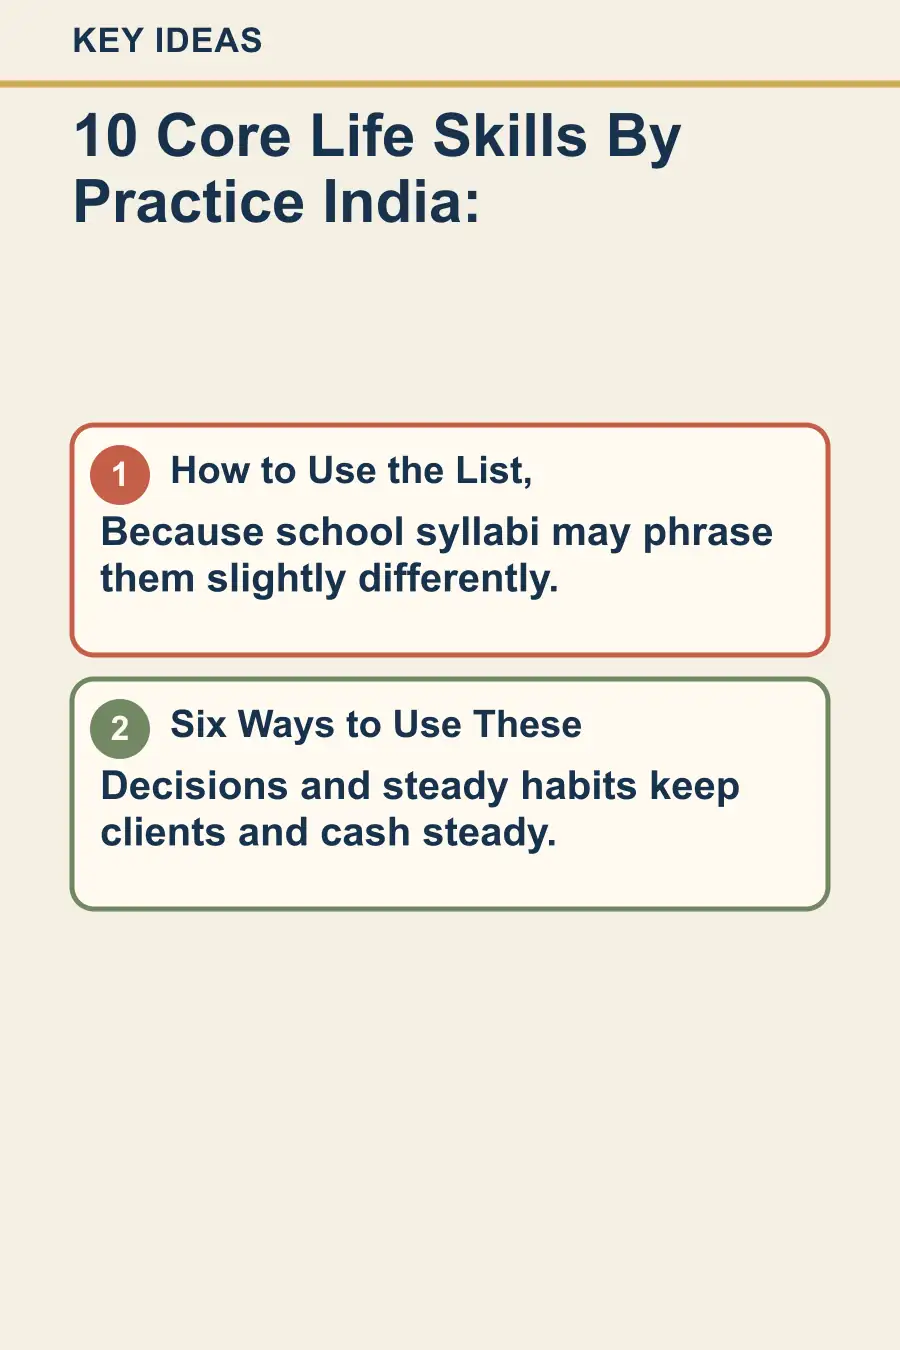 KEY IDEAS
10 Core Life Skills By
Practice India:
1
How to Use the List,
Because school syllabi may phrase
them slightly differently.
2
Six Ways to Use These
Decisions and steady habits keep
clients and cash steady.